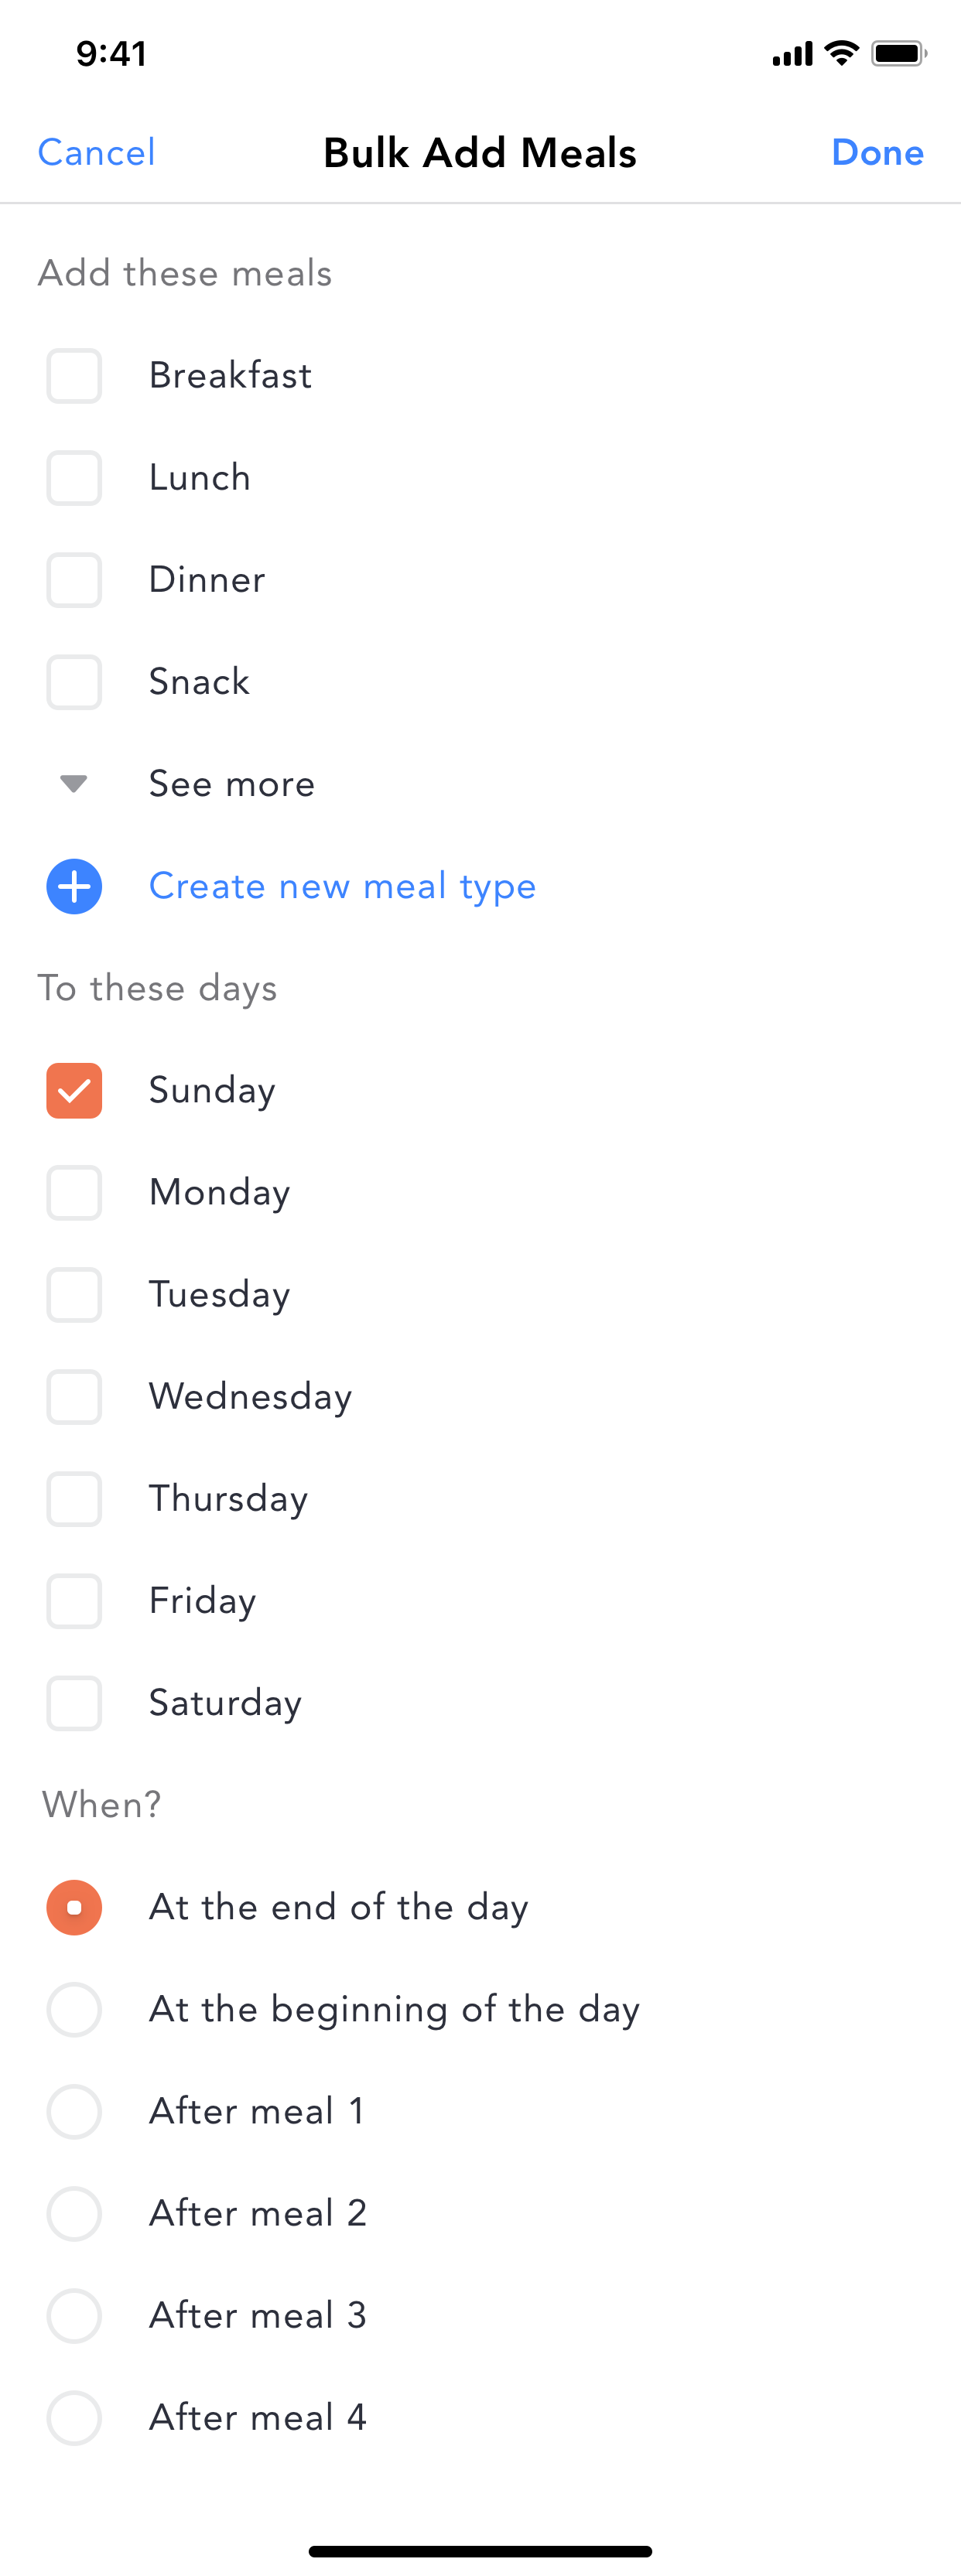 9:41
Cancel Bulk Add Meals Done
Add these meals
Breakfast
Lunch
Dinner
Snack
See more
Create new meal type
To these days
Sunday
Monday
Tuesday
Wednesday
Thursday
Friday
Saturday
When?
At the end of the day
At the beginning of the day
After meal 1
After meal 2
After meal 3
After meal 4